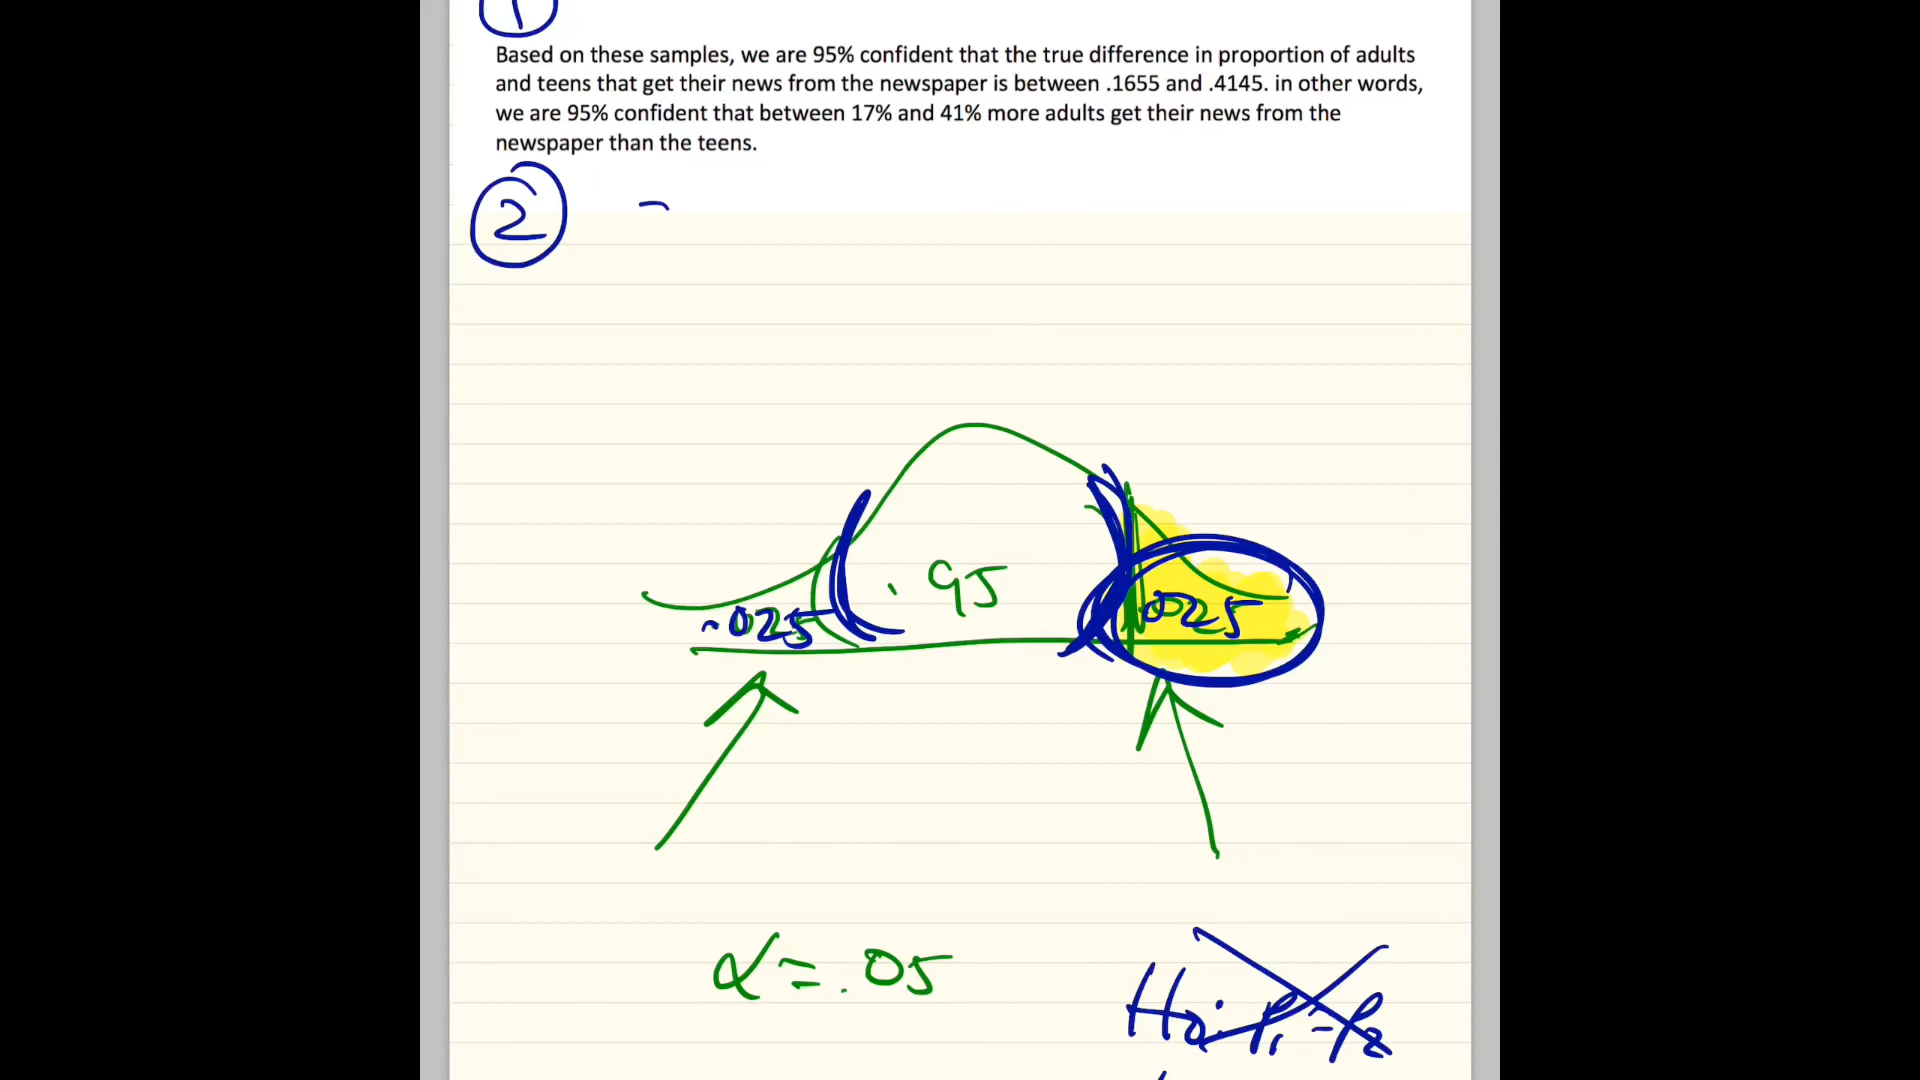 1
Based on these samples, we are 95% confident that the true difference in proportion of adults
and teens that get their news from the newspaper is between .1655 and .4145. in other words,
we are 95% confident that between 17% and 41% more adults get their news from the
newspaper than the teens.
2
.95
.025
.025
α = .05
Ha: P1 - P2